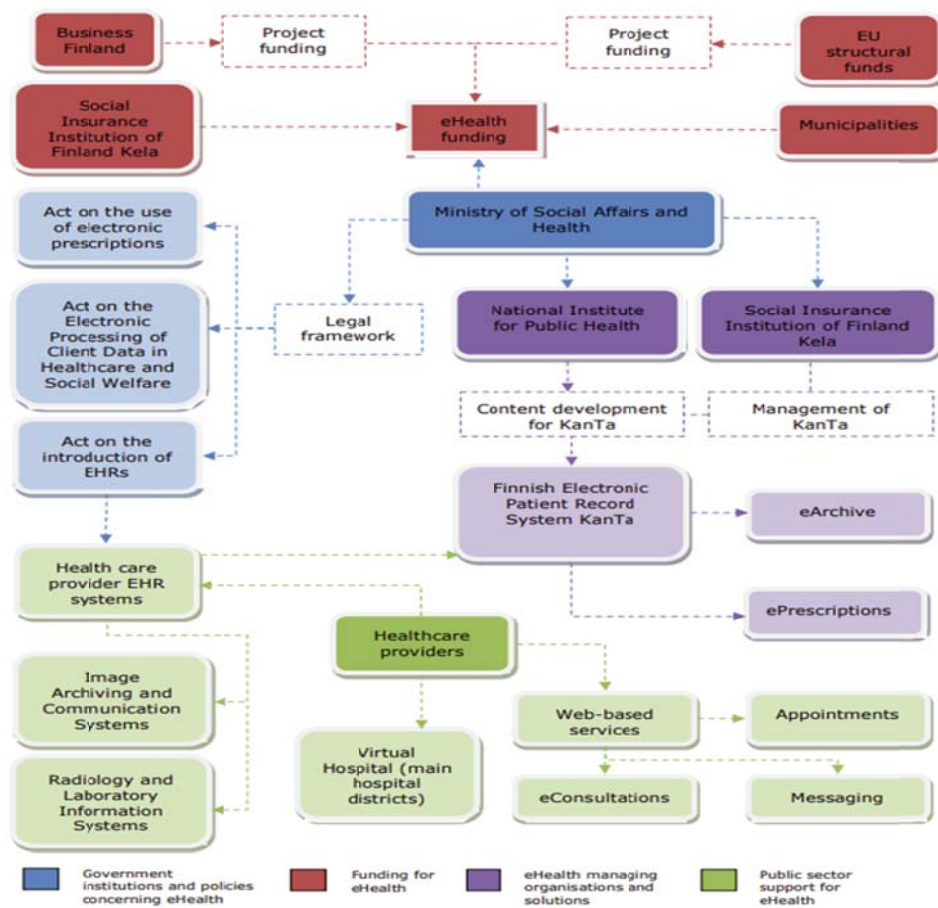 Business
Finland
Project
funding
Project
funding
EU
structural
funds
Social
Insurance
Institution of
Finland Kela
eHealth
funding
Municipalities
Act on the use
of electronic
prescriptions
Ministry of Social Affairs and
Health
Act on the
Electronic
Processing of
Client Data in
Healthcare and
Social Welfare
Legal
framework
National Institute
for Public Health
Social Insurance
Institution of Finland
Kela
Content development
for KanTa
Management of
KanTa
Act on the
introduction of
EHRs
Finnish Electronic
Patient Record
System KanTa
eArchive
Health care
provider EHR
systems
ePrescriptions
Healthcare
providers
Image
Archiving and
Communication
Systems
Web-based
services
Appointments
Virtual
Hospital (main
hospital
districts)
Radiology and
Laboratory
Information
Systems
eConsultations
Messaging
Government
institutions and policies
concerning eHealth
Funding for
eHealth
eHealth managing
organisations and
solutions
Public sector
support for
eHealth